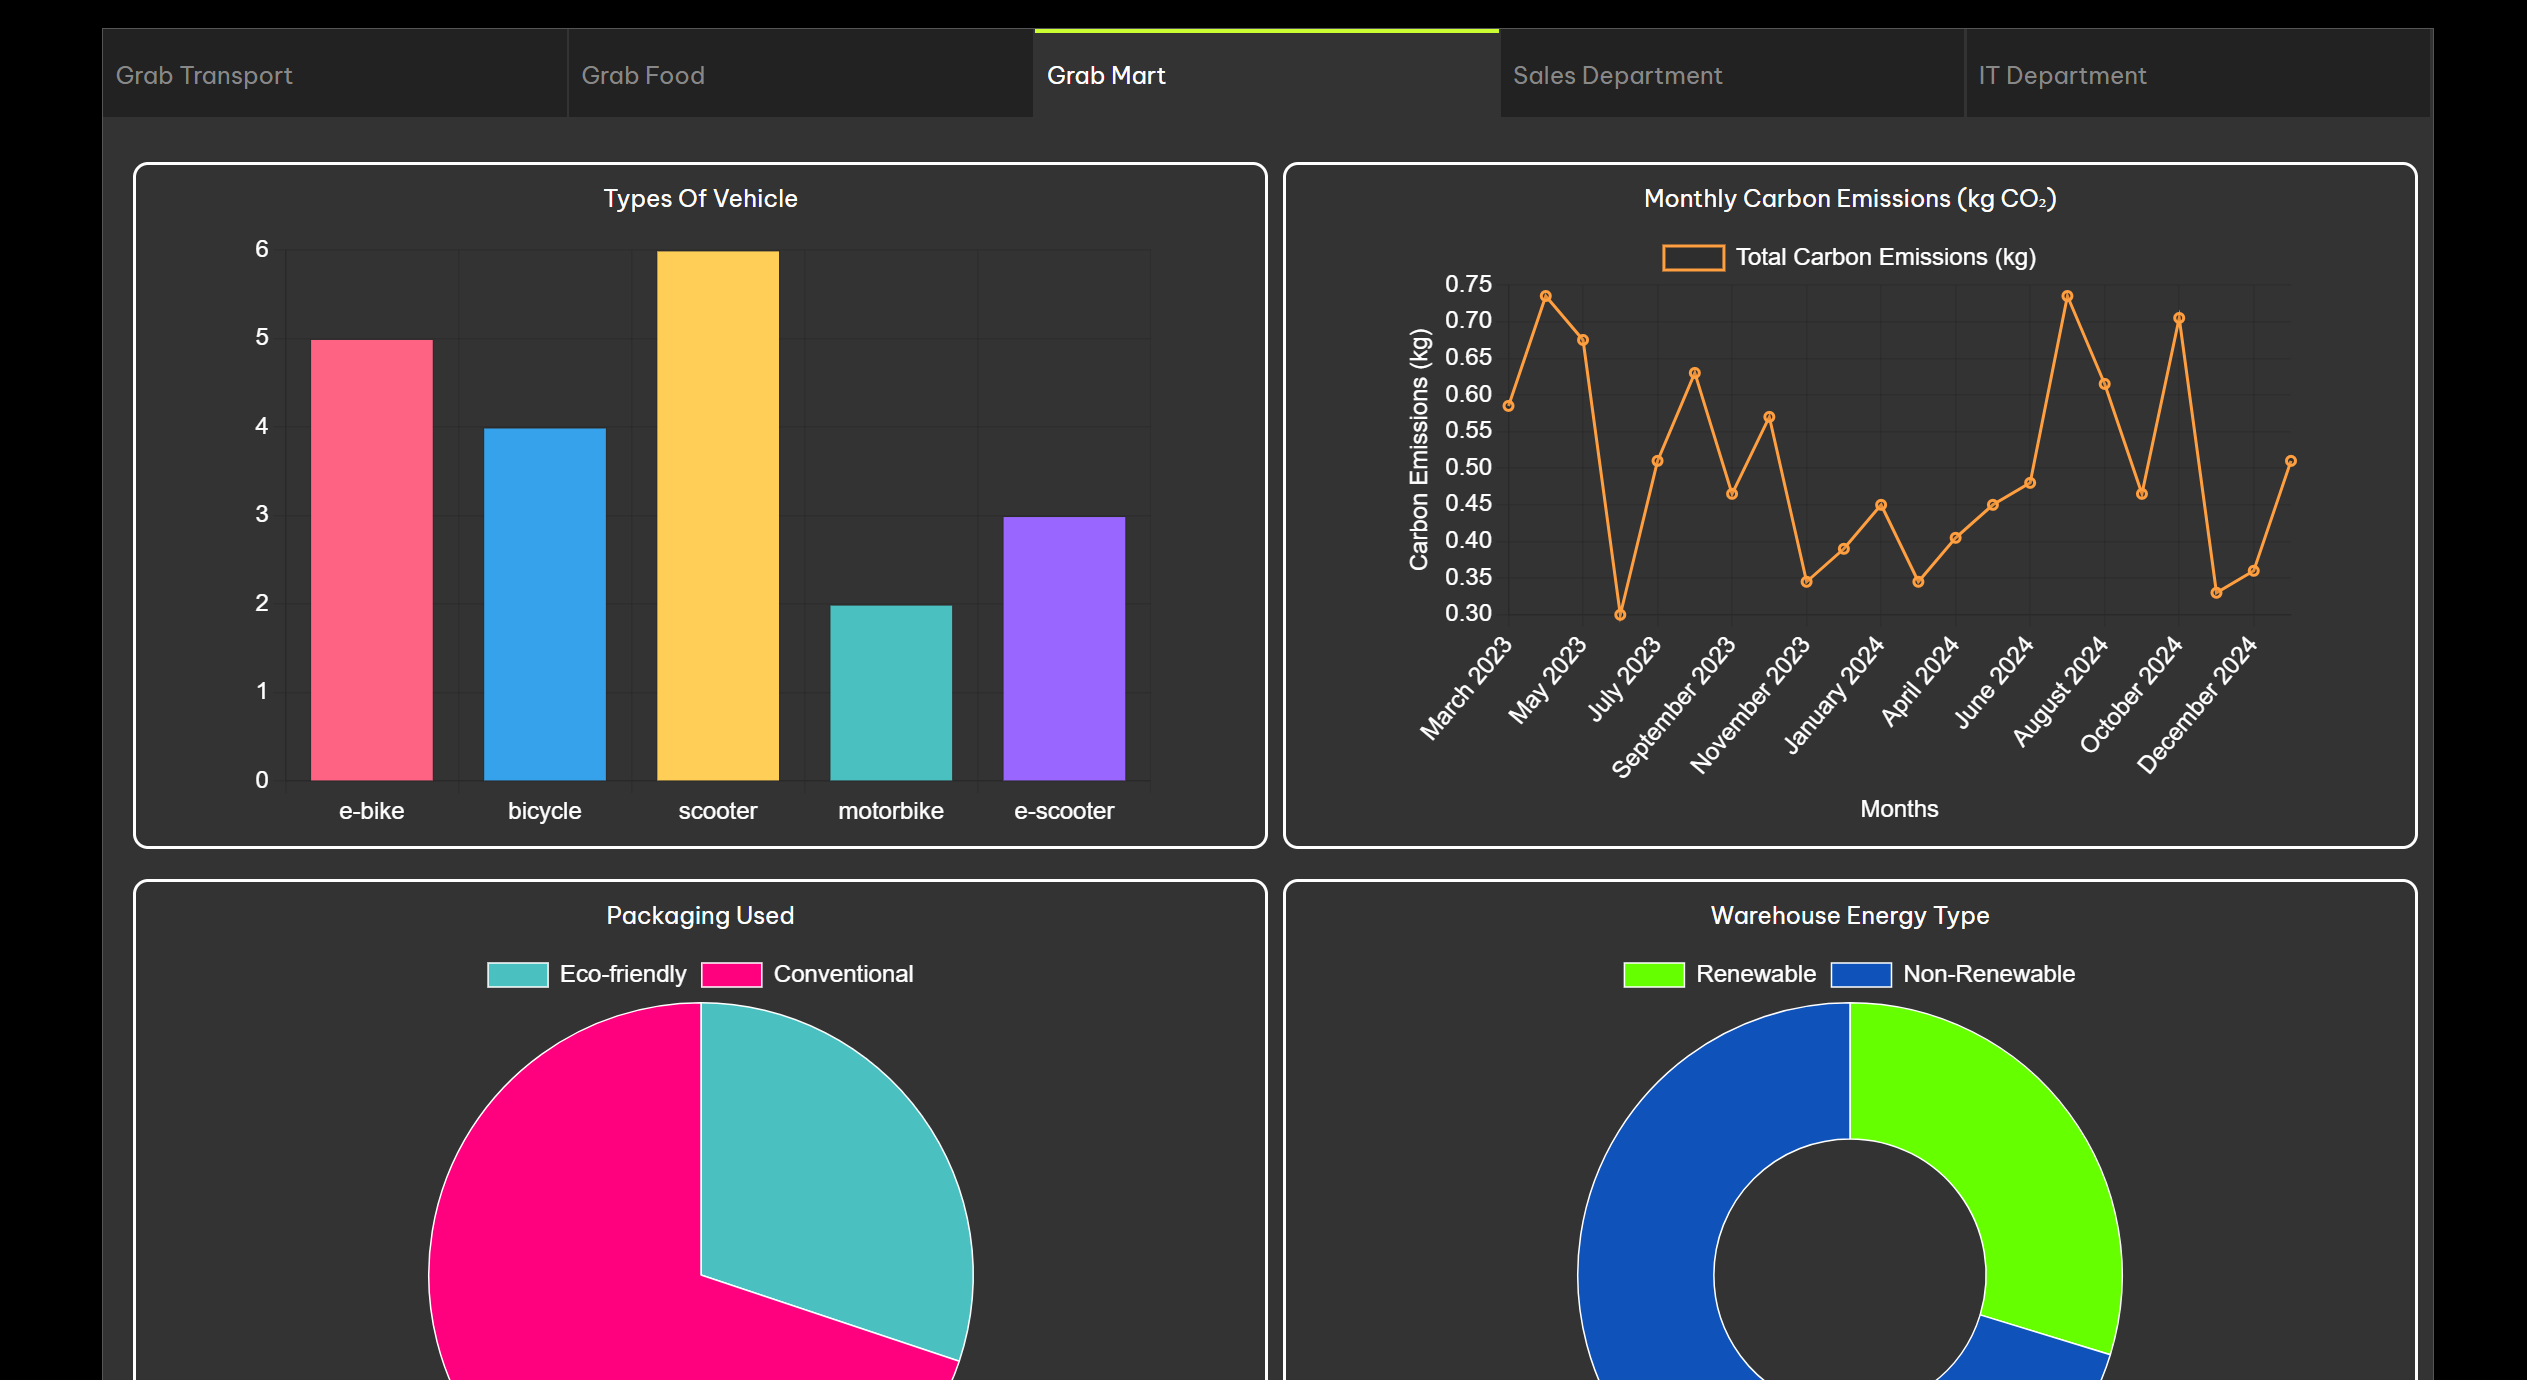 Grab Transport
Grab Food
Grab Mart
Sales Department
IT Department
Types Of Vehicle
6
5
4
3
2
1
0
e-bike
bicycle
scooter
motorbike
e-scooter
Monthly Carbon Emissions (kg CO₂)
Total Carbon Emissions (kg)
Carbon Emissions (kg)
0.75
0.70
0.65
0.60
0.55
0.50
0.45
0.40
0.35
0.30
March 2023
May 2023
July 2023
September 2023
November 2023
January 2024
April 2024
June 2024
August 2024
October 2024
December 2024
Months
Packaging Used
Eco-friendly
Conventional
Warehouse Energy Type
Renewable
Non-Renewable